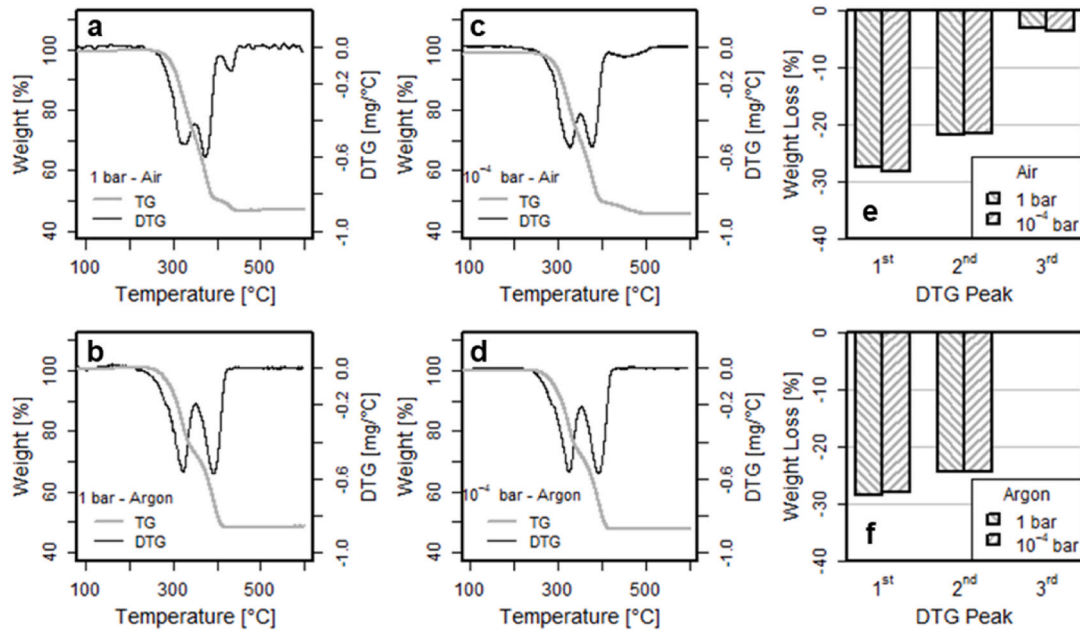 a
Weight [%]
100
80
60
40
0.0
-0.2
-0.6
-1.0
DTG [mg/°C]
1 bar - Air
TG
DTG
100
300
500
Temperature [°C]
c
Weight [%]
100
80
60
40
0.0
-0.2
-0.6
-1.0
DTG [mg/°C]
10⁻⁴ bar - Air
TG
DTG
100
300
500
Temperature [°C]
e
Weight Loss [%]
0
-10
-20
-30
-40
Air
1 bar
10⁻⁴ bar
1st
2nd
3rd
DTG Peak
b
Weight [%]
100
80
60
40
0.0
-0.2
-0.6
-1.0
DTG [mg/°C]
1 bar - Argon
TG
DTG
100
300
500
Temperature [°C]
d
Weight [%]
100
80
60
40
0.0
-0.2
-0.6
-1.0
DTG [mg/°C]
10⁻⁴ bar - Argon
TG
DTG
100
300
500
Temperature [°C]
f
Weight Loss [%]
0
-10
-20
-30
-40
Argon
1 bar
10⁻⁴ bar
1st
2nd
3rd
DTG Peak